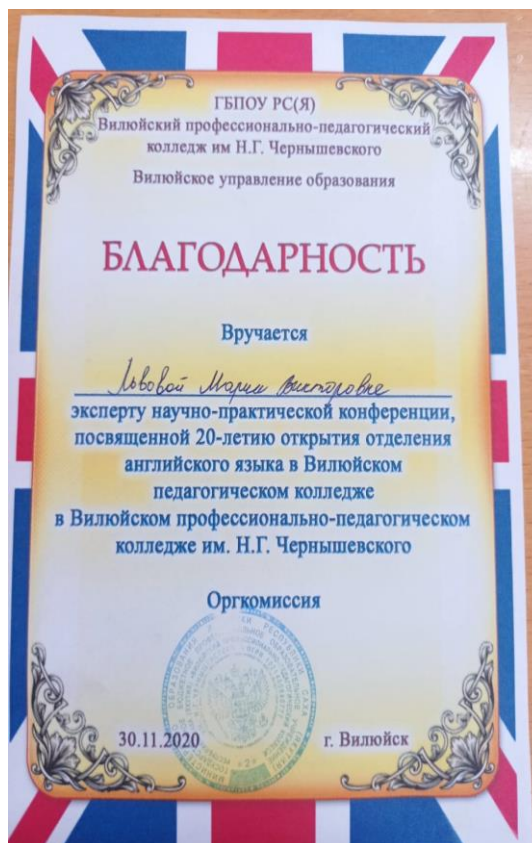 ГБПОУ РС(Я)
Вилюйский профессионально-педагогический
колледж им Н.Г. Чернышевского
Вилюйское управление образования
БЛАГОДАРНОСТЬ
Вручается
Львовой Марии Викторовне
эксперту научно-практической конференции,
посвященной 20-летию открытия отделения
английского языка в Вилюйском
педагогическом колледже
в Вилюйском профессионально-педагогическом
колледже им. Н.Г. Чернышевского
Оргкомиссия
30.11.2020 г. Вилюйск